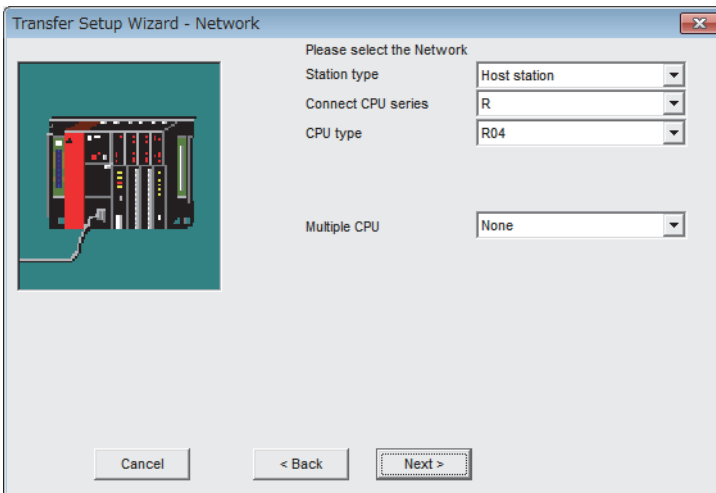 Transfer Setup Wizard - Network
Please select the Network
Station type Host station
Connect CPU series R
CPU type R04
Multiple CPU None
Cancel < Back Next >